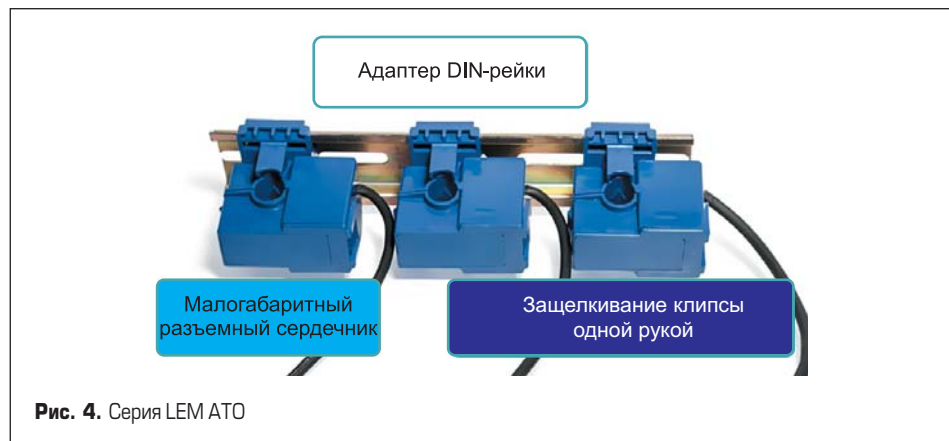 Адаптер DIN-рейки
Малогабаритный
разъемный сердечник
Защелкивание клипсы
одной рукой
Рис. 4. Серия LEM ATO